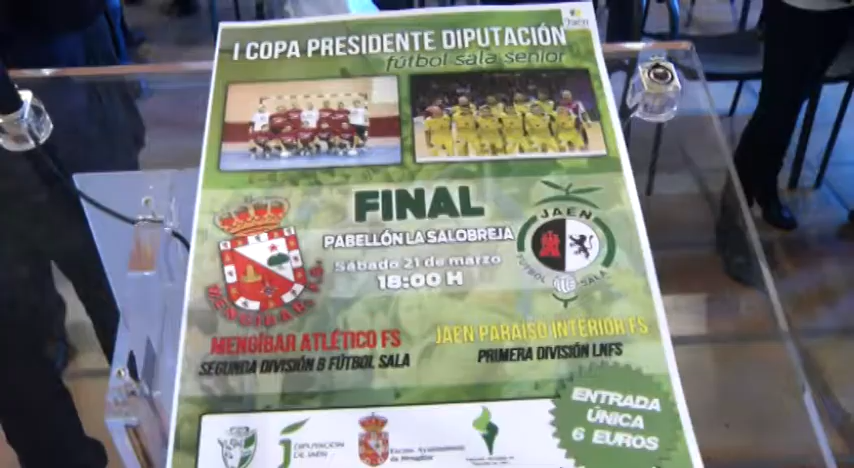 I COPA PRESIDENTE DIPUTACIÓN
fútbol sala senior
FINAL
PABELLÓN LA SALOBREJA
Sábado 21 de marzo
18:00 H
MENGIBAR F.S.
JAEN
FUTBOL SALA
MENGÍBAR ATLÉTICO FS
SEGUNDA DIVISIÓN B FÚTBOL SALA
JAEN PARAISO INTERIOR FS
PRIMERA DIVISIÓN LNFS
ENTRADA
ÚNICA
6 EUROS
DIPUTACIÓN
DE JAÉN
Excmo. Ayuntamiento
de Mengíbar